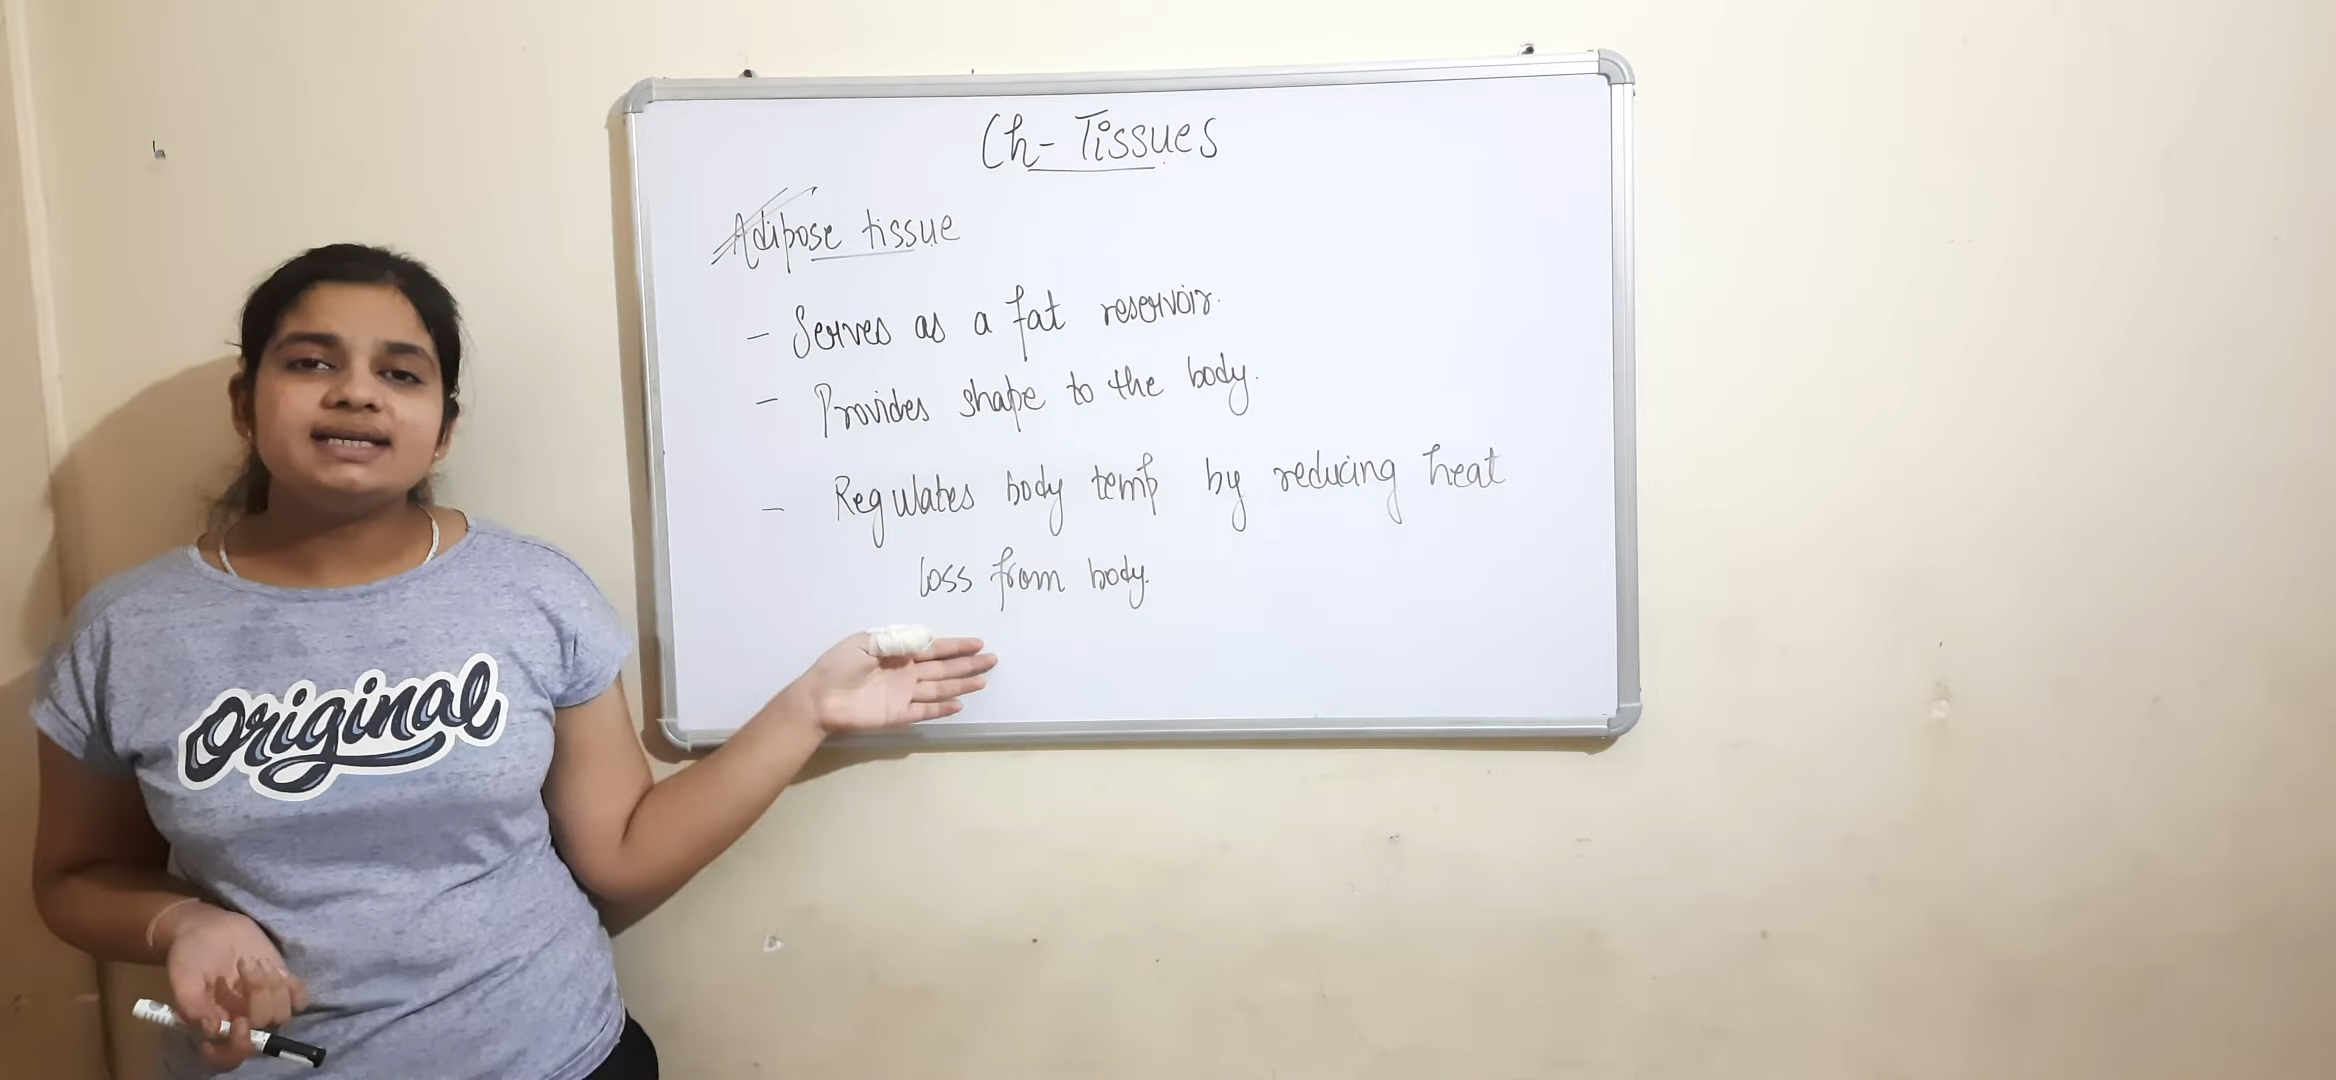 Ch- Tissues
Adipose tissue
- Serves as a fat reservoir.
- Provides shape to the body.
- Regulates body temp by reducing heat
loss from body.
Original